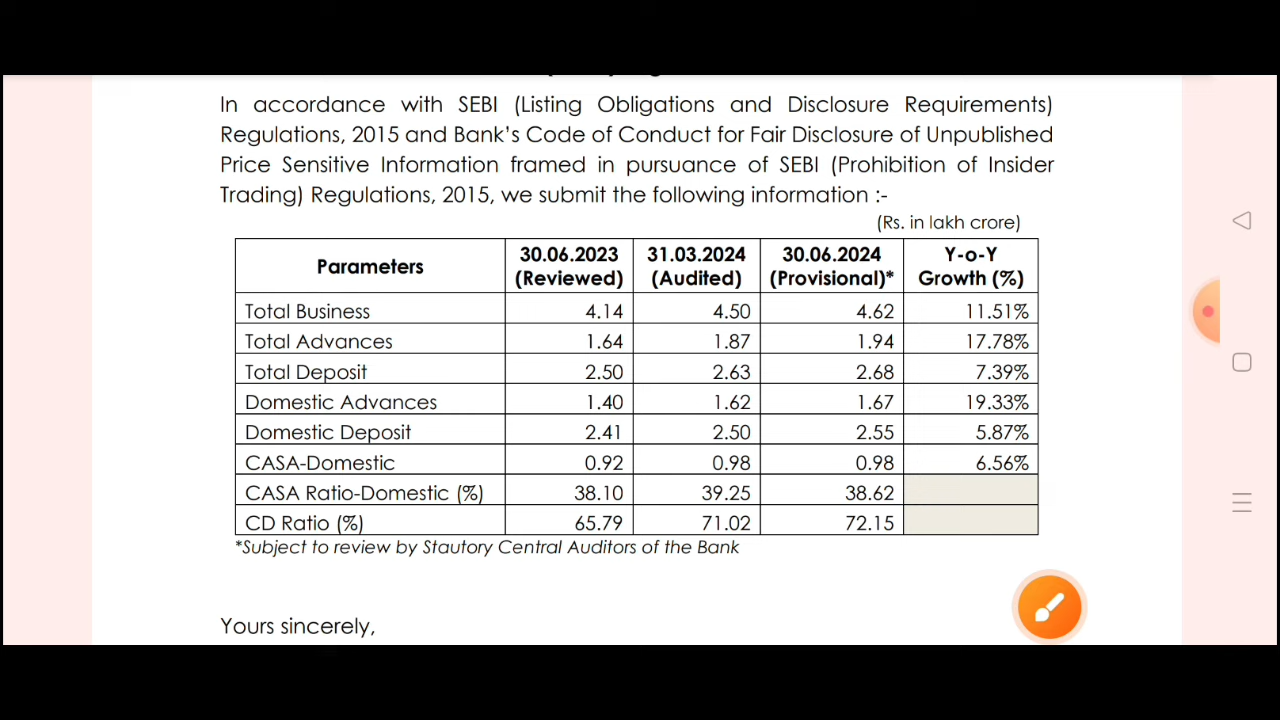 In accordance with SEBI (Listing Obligations and Disclosure Requirements)
Regulations, 2015 and Bank's Code of Conduct for Fair Disclosure of Unpublished
Price Sensitive Information framed in pursuance of SEBI (Prohibition of Insider
Trading) Regulations, 2015, we submit the following information :-
(Rs. in lakh crore)
Parameters 30.06.2023 (Reviewed) 31.03.2024 (Audited) 30.06.2024 (Provisional)* Y-o-Y Growth (%)
Total Business 4.14 4.50 4.62 11.51%
Total Advances 1.64 1.87 1.94 17.78%
Total Deposit 2.50 2.63 2.68 7.39%
Domestic Advances 1.40 1.62 1.67 19.33%
Domestic Deposit 2.41 2.50 2.55 5.87%
CASA-Domestic 0.92 0.98 0.98 6.56%
CASA Ratio-Domestic (%) 38.10 39.25 38.62
CD Ratio (%) 65.79 71.02 72.15
*Subject to review by Stautory Central Auditors of the Bank
Yours sincerely,